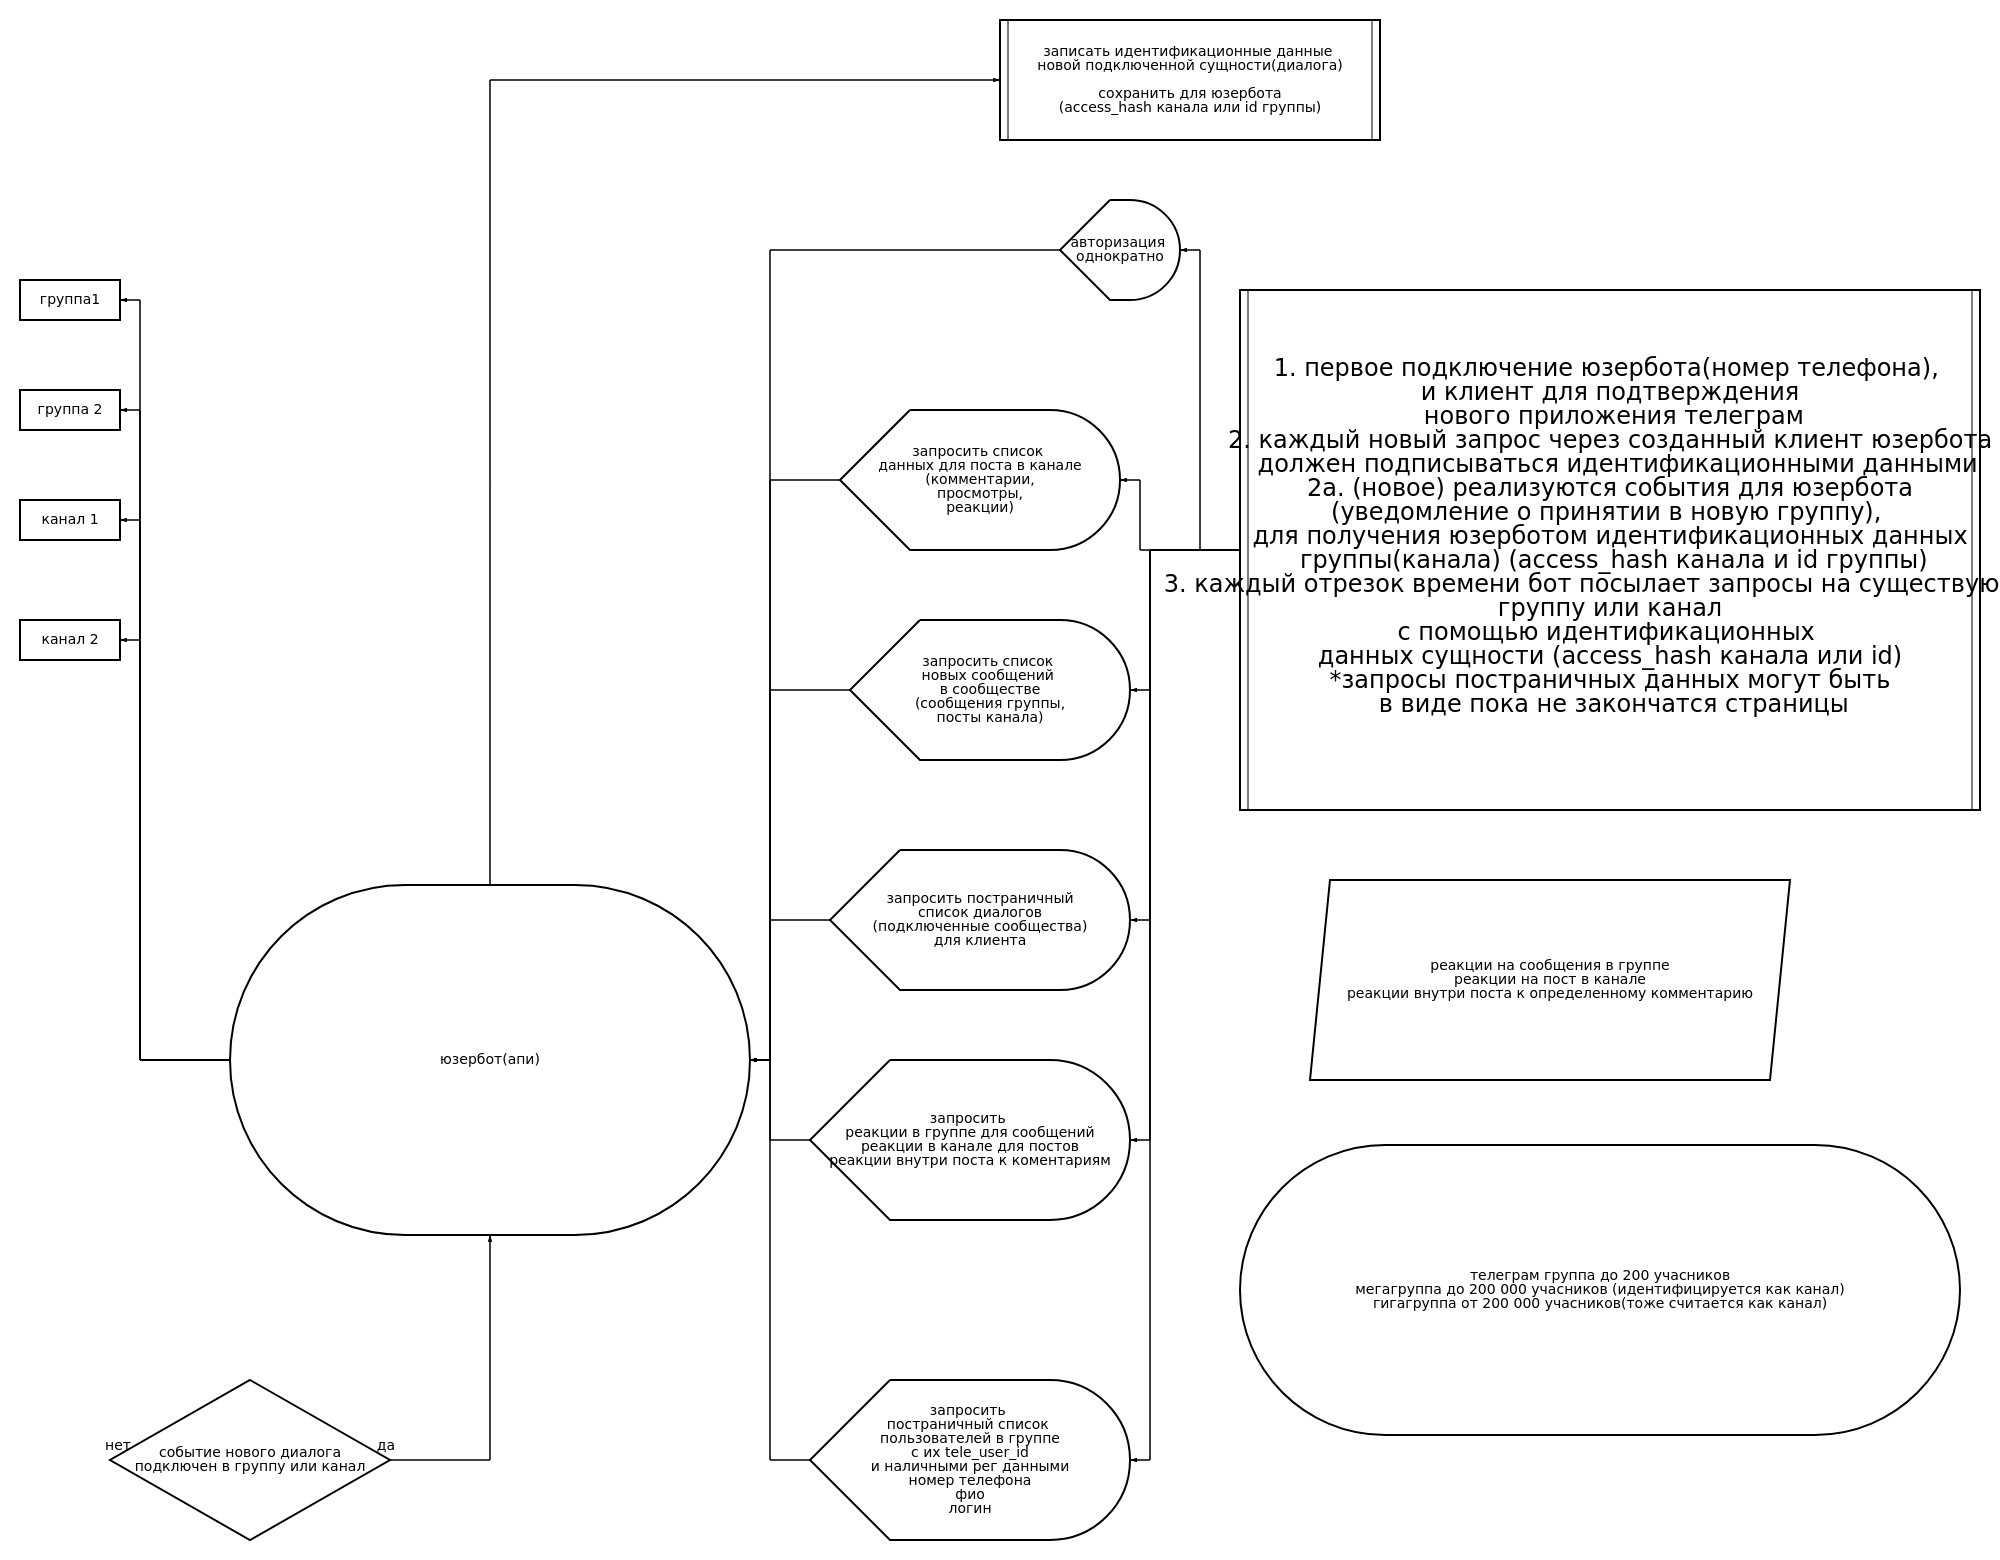 записать идентификационные данные
новой подключенной сущности(диалога)
сохранить для юзербота
(access_hash канала или id группы)
авторизация
однократно
группа1
группа 2
канал 1
канал 2
1. первое подключение юзербота(номер телефона),
и клиент для подтверждения
нового приложения телеграм
2. каждый новый запрос через созданный клиент юзербота
должен подписываться идентификационными данными
2а. (новое) реализуются события для юзербота
(уведомление о принятии в новую группу),
для получения юзерботом идентификационных данных
группы(канала) (access_hash канала и id группы)
3. каждый отрезок времени бот посылает запросы на существую
группу или канал
с помощью идентификационных
данных сущности (access_hash канала или id)
*запросы постраничных данных могут быть
в виде пока не закончатся страницы
запросить список
данных для поста в канале
(комментарии,
просмотры,
реакции)
запросить список
новых сообщений
в сообществе
(сообщения группы,
посты канала)
запросить постраничный
список диалогов
(подключенные сообщества)
для клиента
реакции на сообщения в группе
реакции на пост в канале
реакции внутри поста к определенному комментарию
юзербот(апи)
запросить
реакции в группе для сообщений
реакции в канале для постов
реакции внутри поста к коментариям
телеграм группа до 200 учасников
мегагруппа до 200 000 учасников (идентифицируется как канал)
гигагруппа от 200 000 учасников(тоже считается как канал)
нет
да
событие нового диалога
подключен в группу или канал
запросить
постраничный список
пользователей в группе
с их tele_user_id
и наличными рег данными
номер телефона
фио
логин